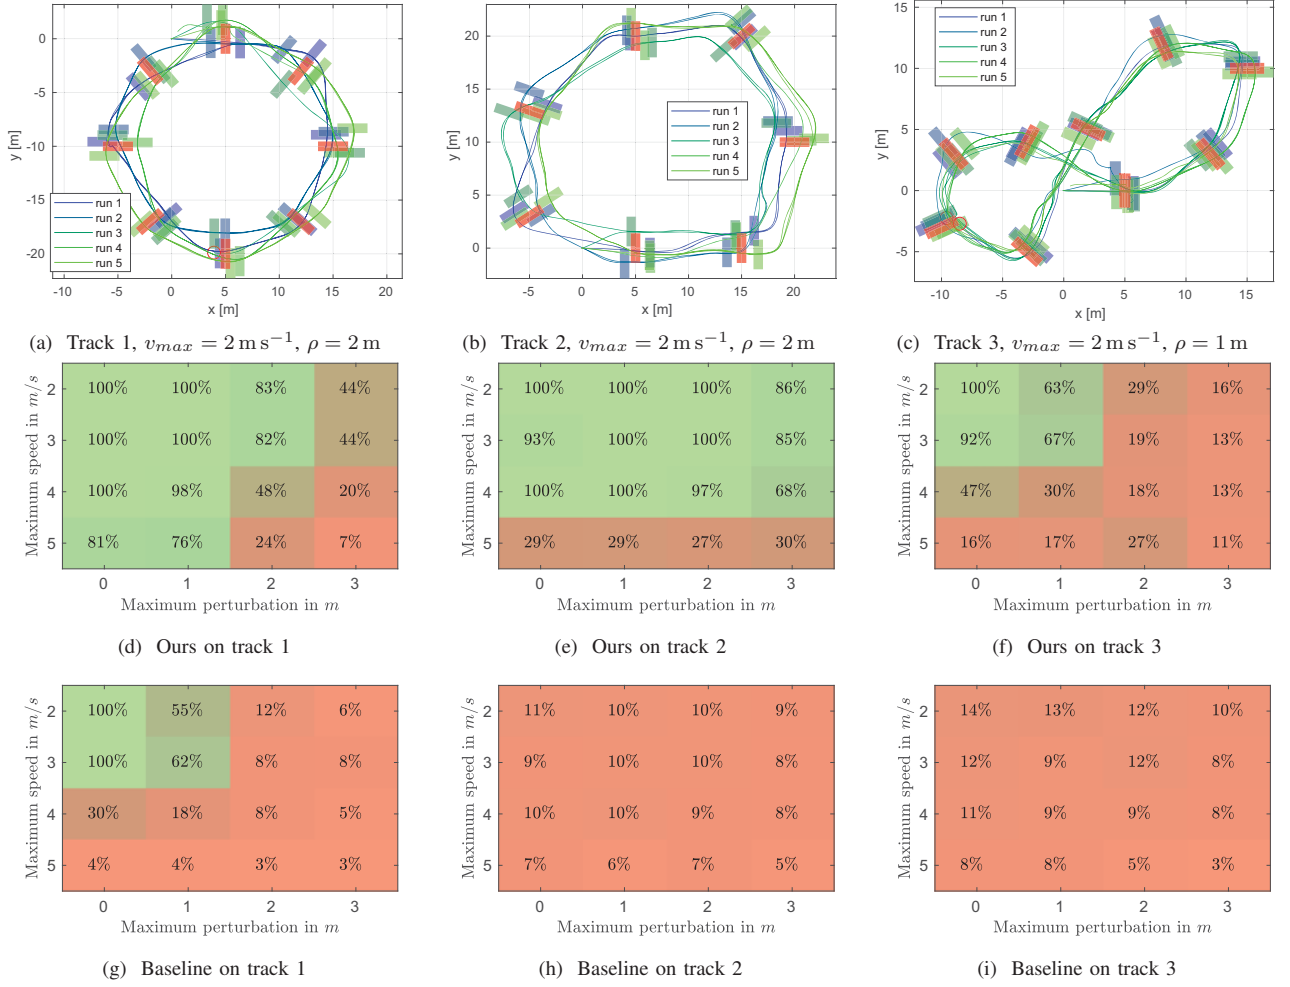 0
-5
-10
-15
-20
y [m]
run 1
run 2
run 3
run 4
run 5
-10 -5 0 5 10 15 20
x [m]
20
15
10
5
0
y [m]
run 1
run 2
run 3
run 4
run 5
-5 0 5 10 15 20
x [m]
15
10
5
0
-5
y [m]
run 1
run 2
run 3
run 4
run 5
-10 -5 0 5 10 15
x [m]
(a) Track 1, v_max = 2 m s⁻¹, ρ = 2 m
(b) Track 2, v_max = 2 m s⁻¹, ρ = 2 m
(c) Track 3, v_max = 2 m s⁻¹, ρ = 1 m
Maximum speed in m/s
100% 100% 83% 44% 2
100% 100% 82% 44% 3
100% 98% 48% 20% 4
81% 76% 24% 7% 5
0 1 2 3
Maximum perturbation in m
(d) Ours on track 1
Maximum speed in m/s
100% 100% 100% 86% 2
93% 100% 100% 85% 3
100% 100% 97% 68% 4
29% 29% 27% 30% 5
0 1 2 3
Maximum perturbation in m
(e) Ours on track 2
Maximum speed in m/s
100% 63% 29% 16% 2
92% 67% 19% 13% 3
47% 30% 18% 13% 4
16% 17% 27% 11% 5
0 1 2 3
Maximum perturbation in m
(f) Ours on track 3
Maximum speed in m/s
100% 55% 12% 6% 2
100% 62% 8% 8% 3
30% 18% 8% 5% 4
4% 4% 3% 3% 5
0 1 2 3
Maximum perturbation in m
(g) Baseline on track 1
Maximum speed in m/s
11% 10% 10% 9% 2
9% 10% 10% 8% 3
10% 10% 9% 8% 4
7% 6% 7% 5% 5
0 1 2 3
Maximum perturbation in m
(h) Baseline on track 2
Maximum speed in m/s
14% 13% 12% 10% 2
12% 9% 12% 8% 3
11% 9% 9% 8% 4
8% 8% 5% 3% 5
0 1 2 3
Maximum perturbation in m
(i) Baseline on track 3